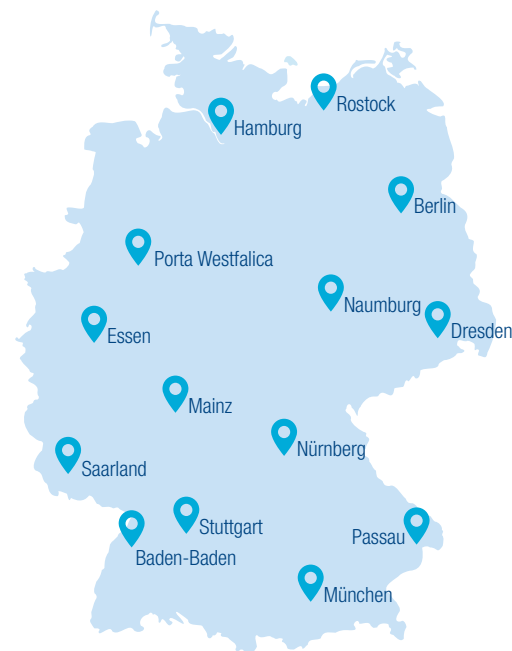 Rostock
Hamburg
Berlin
Porta Westfalica
Naumburg
Dresden
Essen
Mainz
Nürnberg
Saarland
Stuttgart
Passau
Baden-Baden
München